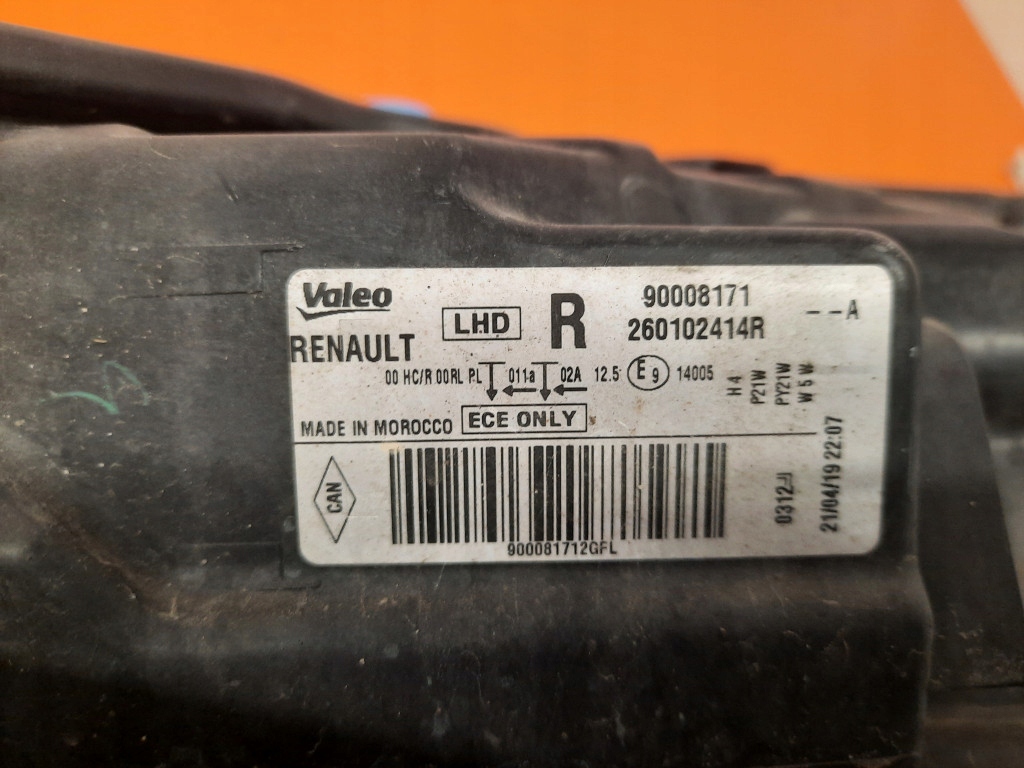 Valeo
RENAULT
LHD
R
90008171
260102414R
--A
00 HC/R 00RL PL 011a 02A 12.5 E9 14005
MADE IN MOROCCO
ECE ONLY
H4
P21W
PY21W
W5W
CAN
900081712GFL
21/04/19 22:07